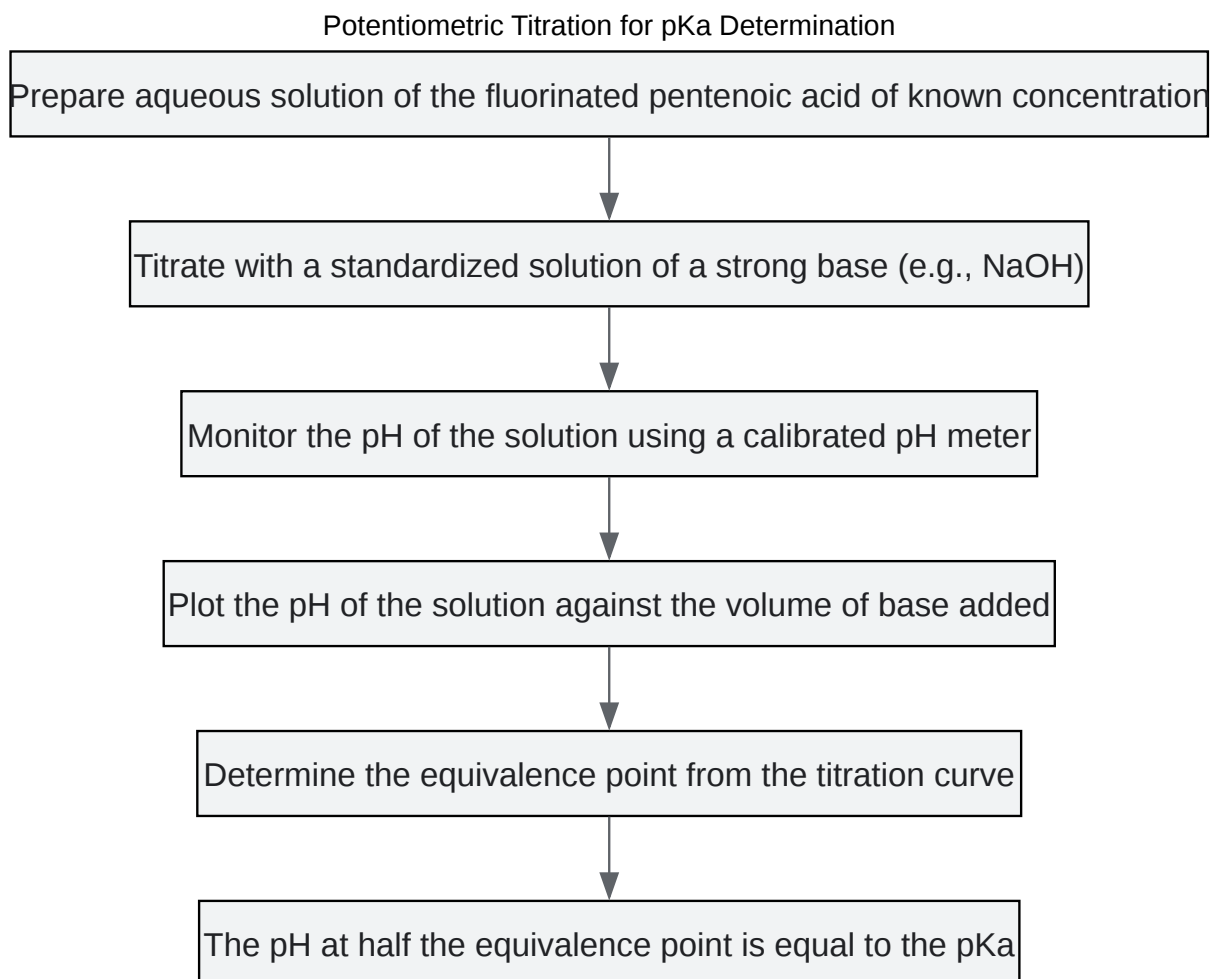 Potentiometric Titration for pKa Determination
Prepare aqueous solution of the fluorinated pentenoic acid of known concentration
Titrate with a standardized solution of a strong base (e.g., NaOH)
Monitor the pH of the solution using a calibrated pH meter
Plot the pH of the solution against the volume of base added
Determine the equivalence point from the titration curve
The pH at half the equivalence point is equal to the pKa